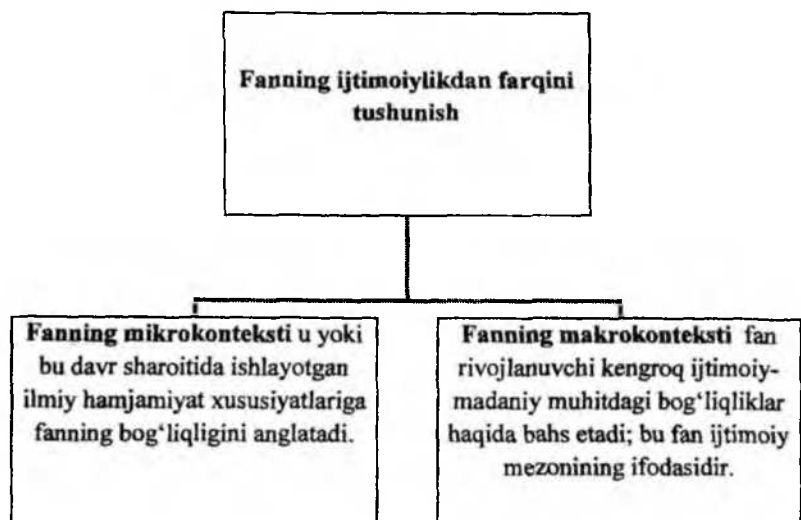 Fanning ijtimoiylikdan farqini
tushunish
Fanning mikrokonteksti u yoki
bu davr sharoitida ishlayotgan
ilmiy hamjamiyat xususiyatlariga
fanning bog‘liqligini anglatadi.
Fanning makrokonteksti fan
rivojlanuvchi kengroq ijtimoiy-
madaniy muhitdagi bog‘liqliklar
haqida bahs etadi; bu fan ijtimoiy
mezonining ifodasidir.